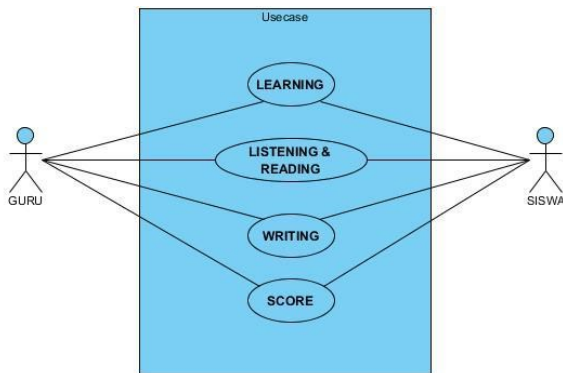 Usecase
LEARNING
LISTENING &
READING
GURU
SISWA
WRITING
SCORE